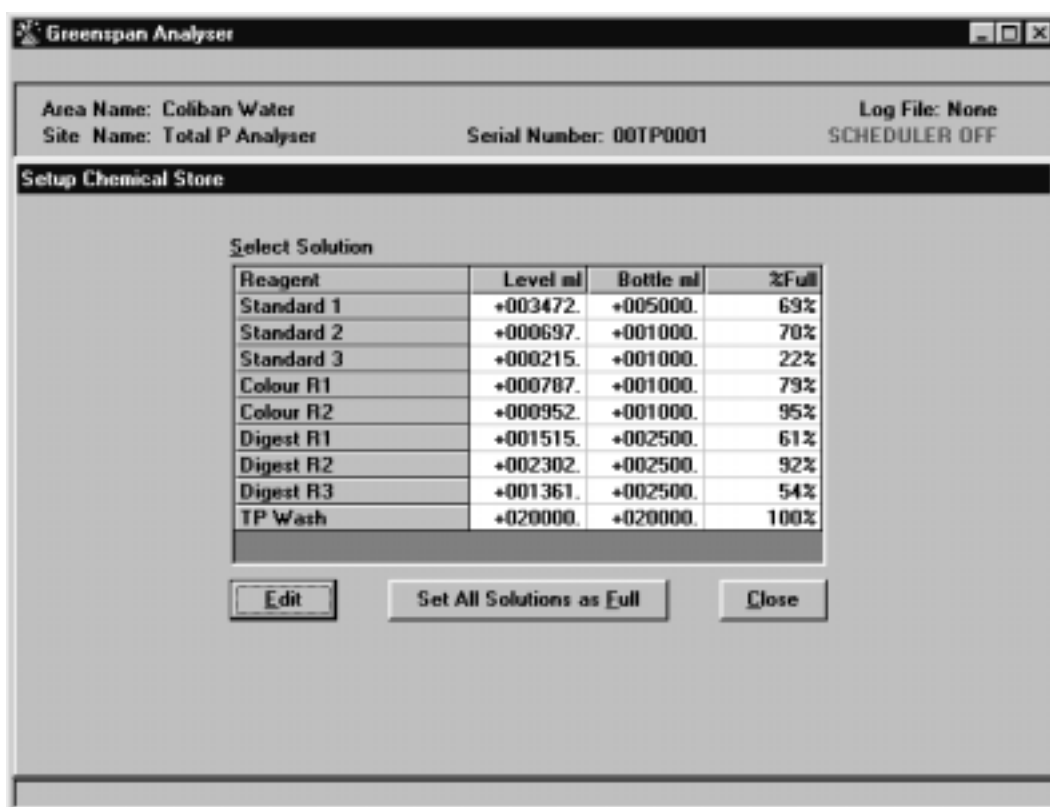 Greenspan Analyser
Area Name: Coliban Water Log File: None
Site Name: Total P Analyser Serial Number: 00TP0001 SCHEDULER OFF
Setup Chemical Store
Select Solution
Reagent Level ml Bottle ml %Full
Standard 1 +003472. +005000. 69%
Standard 2 +000697. +001000. 70%
Standard 3 +000215. +001000. 22%
Colour R1 +000787. +001000. 79%
Colour R2 +000952. +001000. 95%
Digest R1 +001515. +002500. 61%
Digest R2 +002302. +002500. 92%
Digest R3 +001361. +002500. 54%
TP Wash +020000. +020000. 100%
Edit Set All Solutions as Full Close